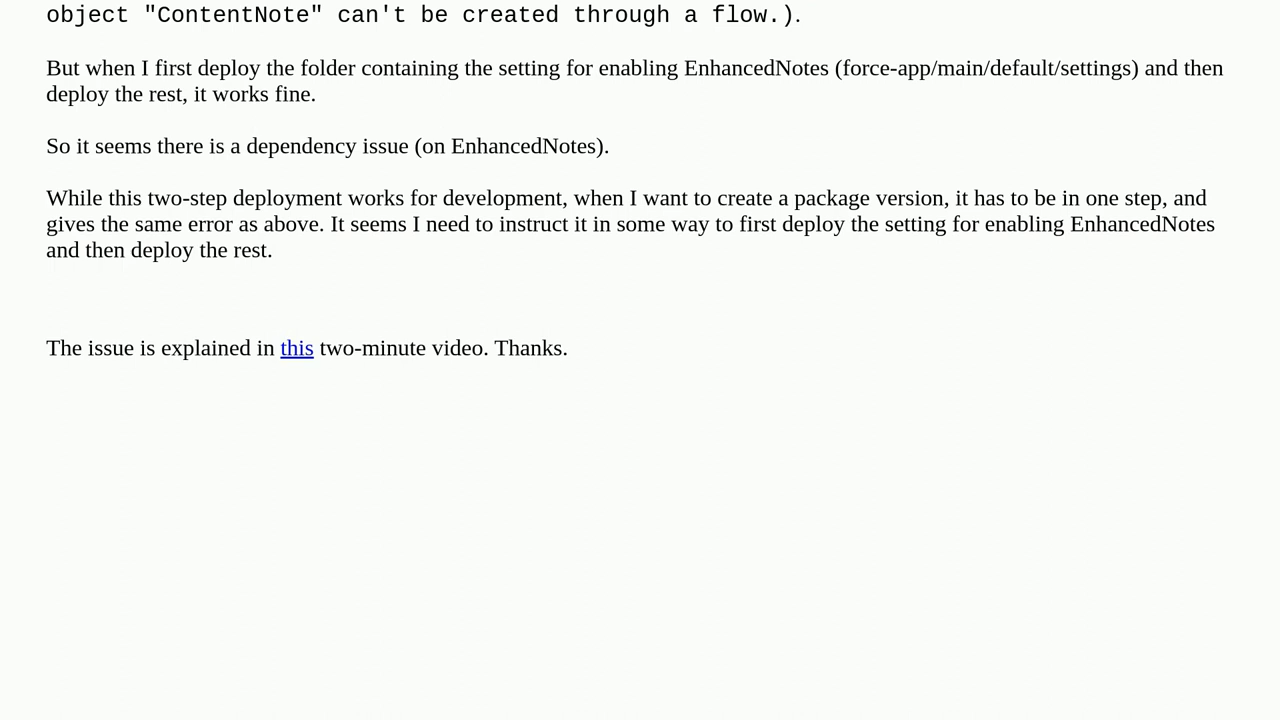 object "ContentNote" can't be created through a flow.).
But when I first deploy the folder containing the setting for enabling EnhancedNotes (force-app/main/default/settings) and then
deploy the rest, it works fine.
So it seems there is a dependency issue (on EnhancedNotes).
While this two-step deployment works for development, when I want to create a package version, it has to be in one step, and
gives the same error as above. It seems I need to instruct it in some way to first deploy the setting for enabling EnhancedNotes
and then deploy the rest.
The issue is explained in this two-minute video. Thanks.